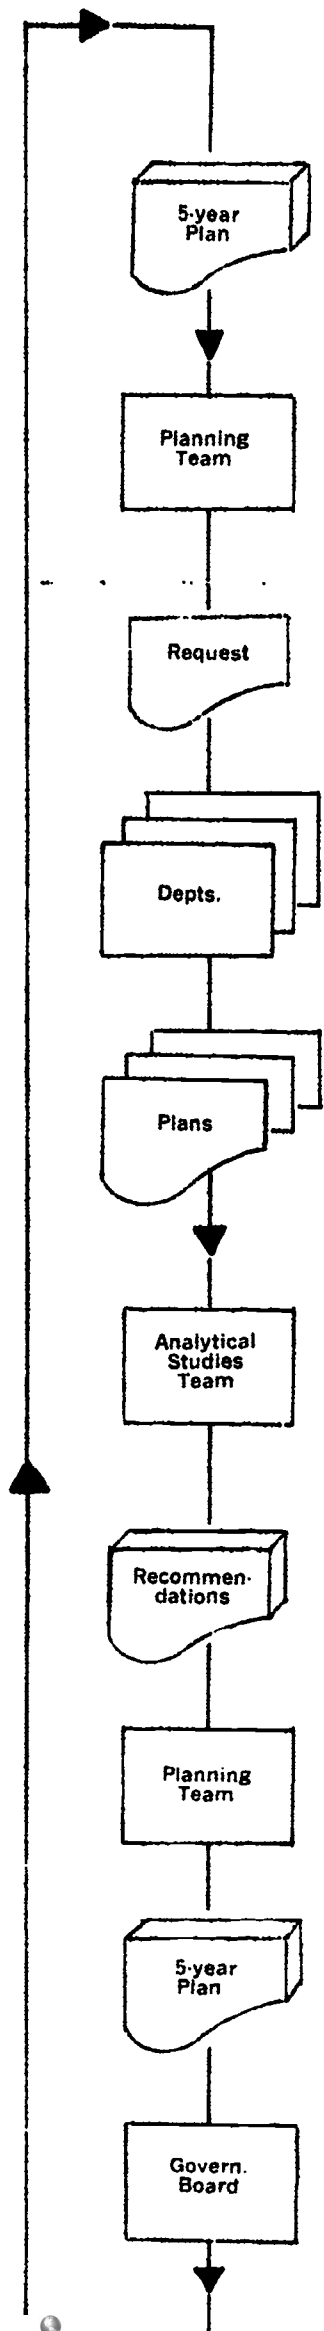 5-year
Plan
Planning
Team
Request
Depts.
Plans
Analytical
Studies
Team
Recommen-
dations
Planning
Team
5-year
Plan
Govern.
Board